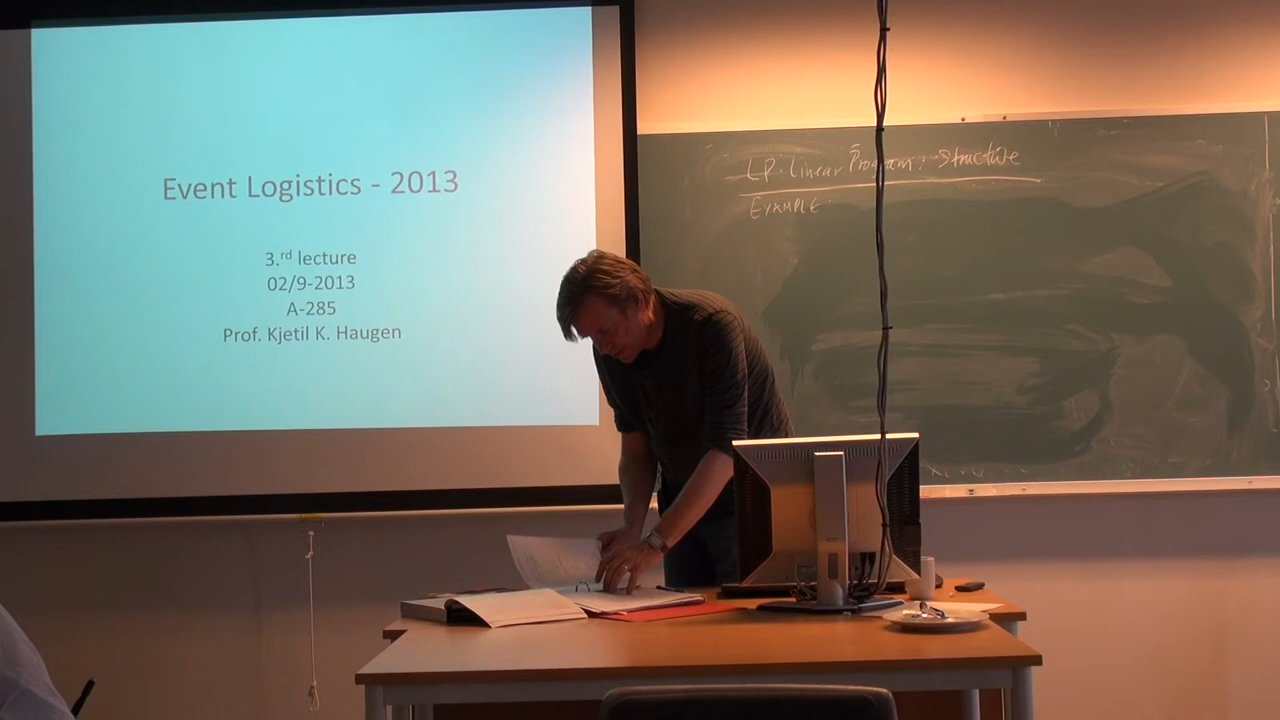 Event Logistics - 2013
3.rd lecture
02/9-2013
A-285
Prof. Kjetil K. Haugen
LP: Linear Program: Structure
EXAMPLE: